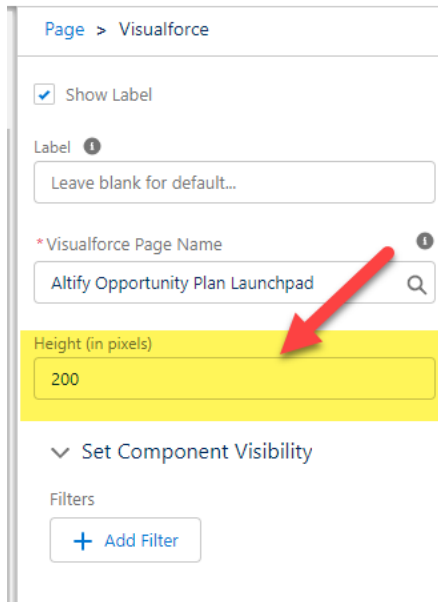 Page > Visualforce
Show Label
Label
Leave blank for default...
*Visualforce Page Name
Altify Opportunity Plan Launchpad
Height (in pixels)
200
Set Component Visibility
Filters
+ Add Filter